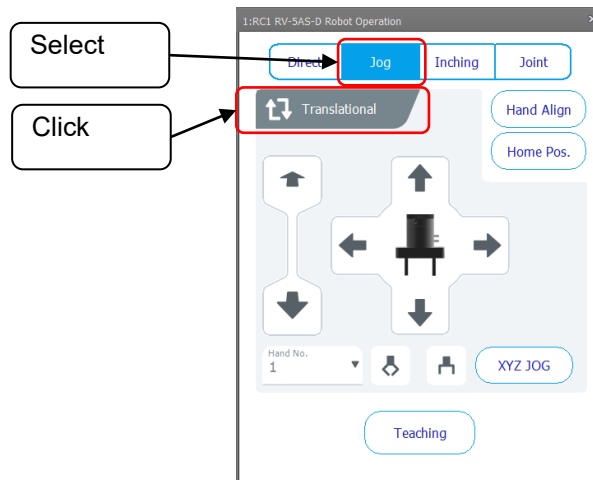 1:RC1 RV-5AS-D Robot Operation
×
Select
Direct
Jog
Inching
Joint
Click
Translational
Hand Align
Home Pos.
Hand No.
1
XYZ JOG
Teaching